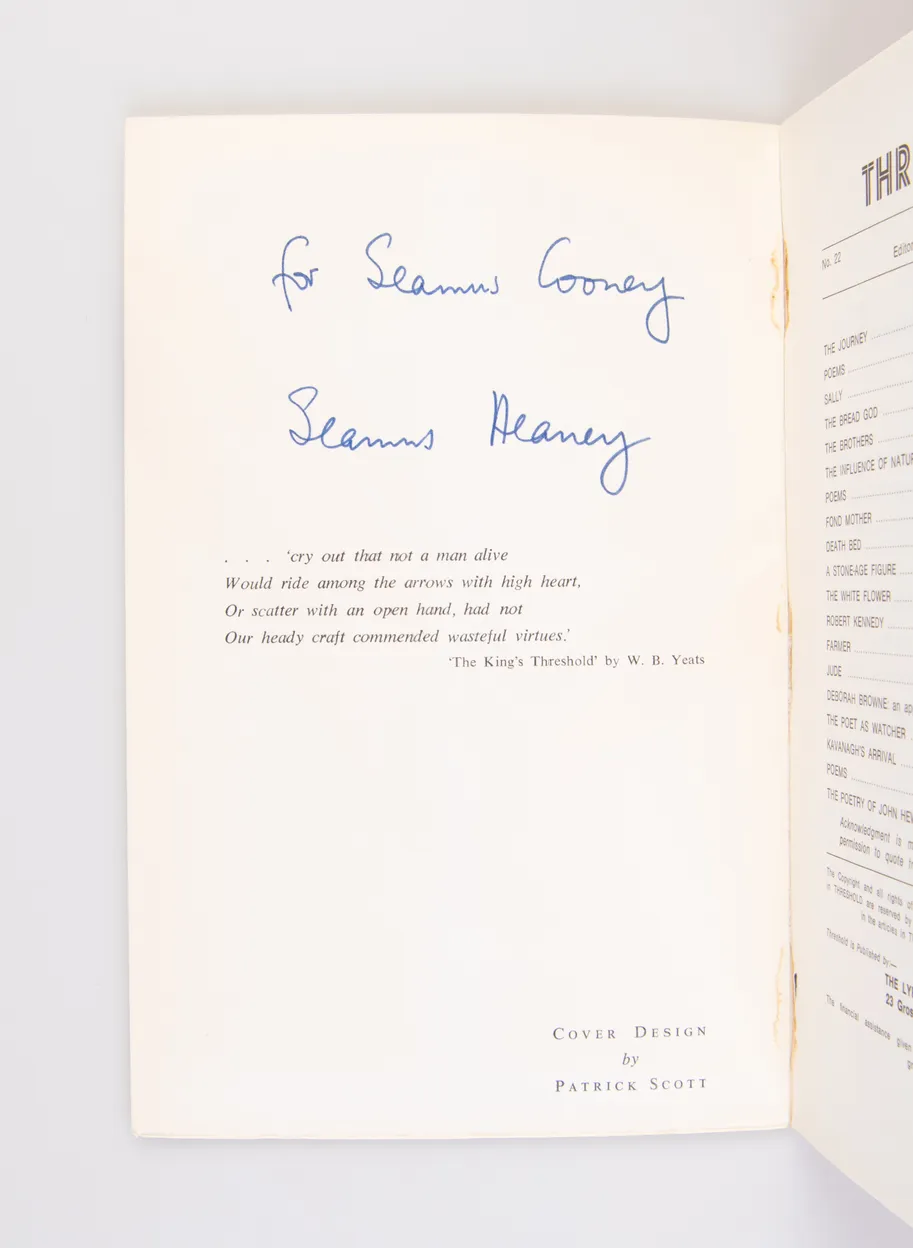 for Seamus Cooney
Seamus Heaney
. . . 'cry out that not a man alive
Would ride among the arrows with high heart,
Or scatter with an open hand, had not
Our heady craft commended wasteful virtues.'
'The King's Threshold' by W. B. Yeats
COVER DESIGN
by
PATRICK SCOTT
THR
No. 22 Editor
THE JOURNEY
POEMS
SALLY
THE BREAD GOD
THE BROTHERS
THE INFLUENCE OF NATUR
POEMS
FOND MOTHER
DEATH BED
A STONE-AGE FIGURE
THE WHITE FLOWER
ROBERT KENNEDY
FARMER
JUDE
DEBORAH BROWNE: an ap
THE POET AS WATCHER
KAVANAGH'S ARRIVAL
POEMS
THE POETRY OF JOHN HEW
Acknowledgment is m
permission to quote
The Copyright and all rights of
in THRESHOLD are reserved by
in the articles in T
Threshold is Published by:—
THE LY
23 Gros
The financial assistance given